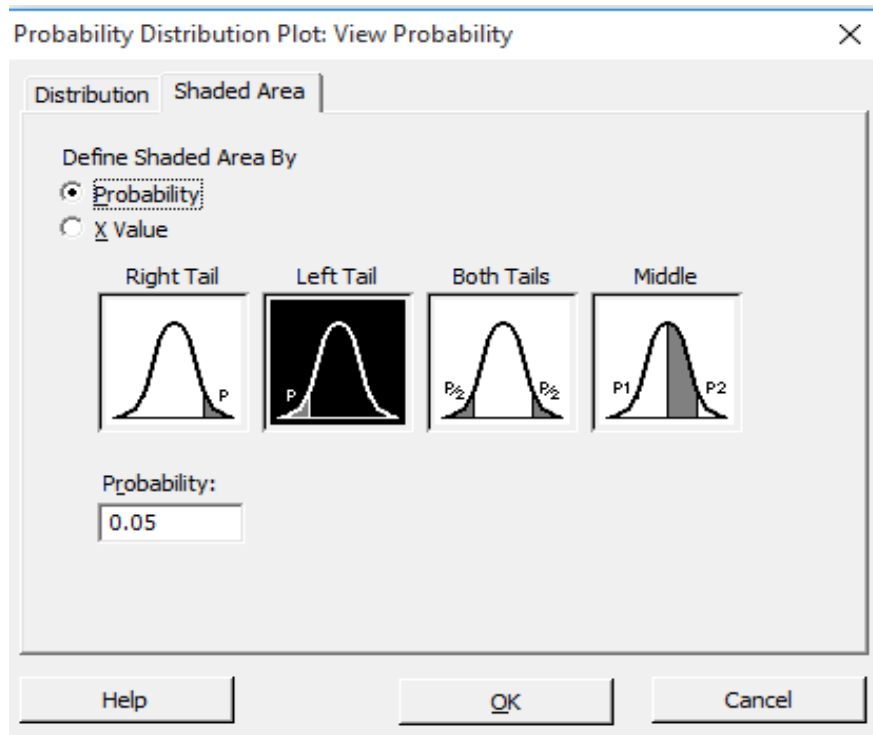 Probability Distribution Plot: View Probability
Distribution Shaded Area
Define Shaded Area By
Probability
X Value
Right Tail Left Tail Both Tails Middle
P P P/2 P/2 P1 P2
Probability:
0.05
Help OK Cancel